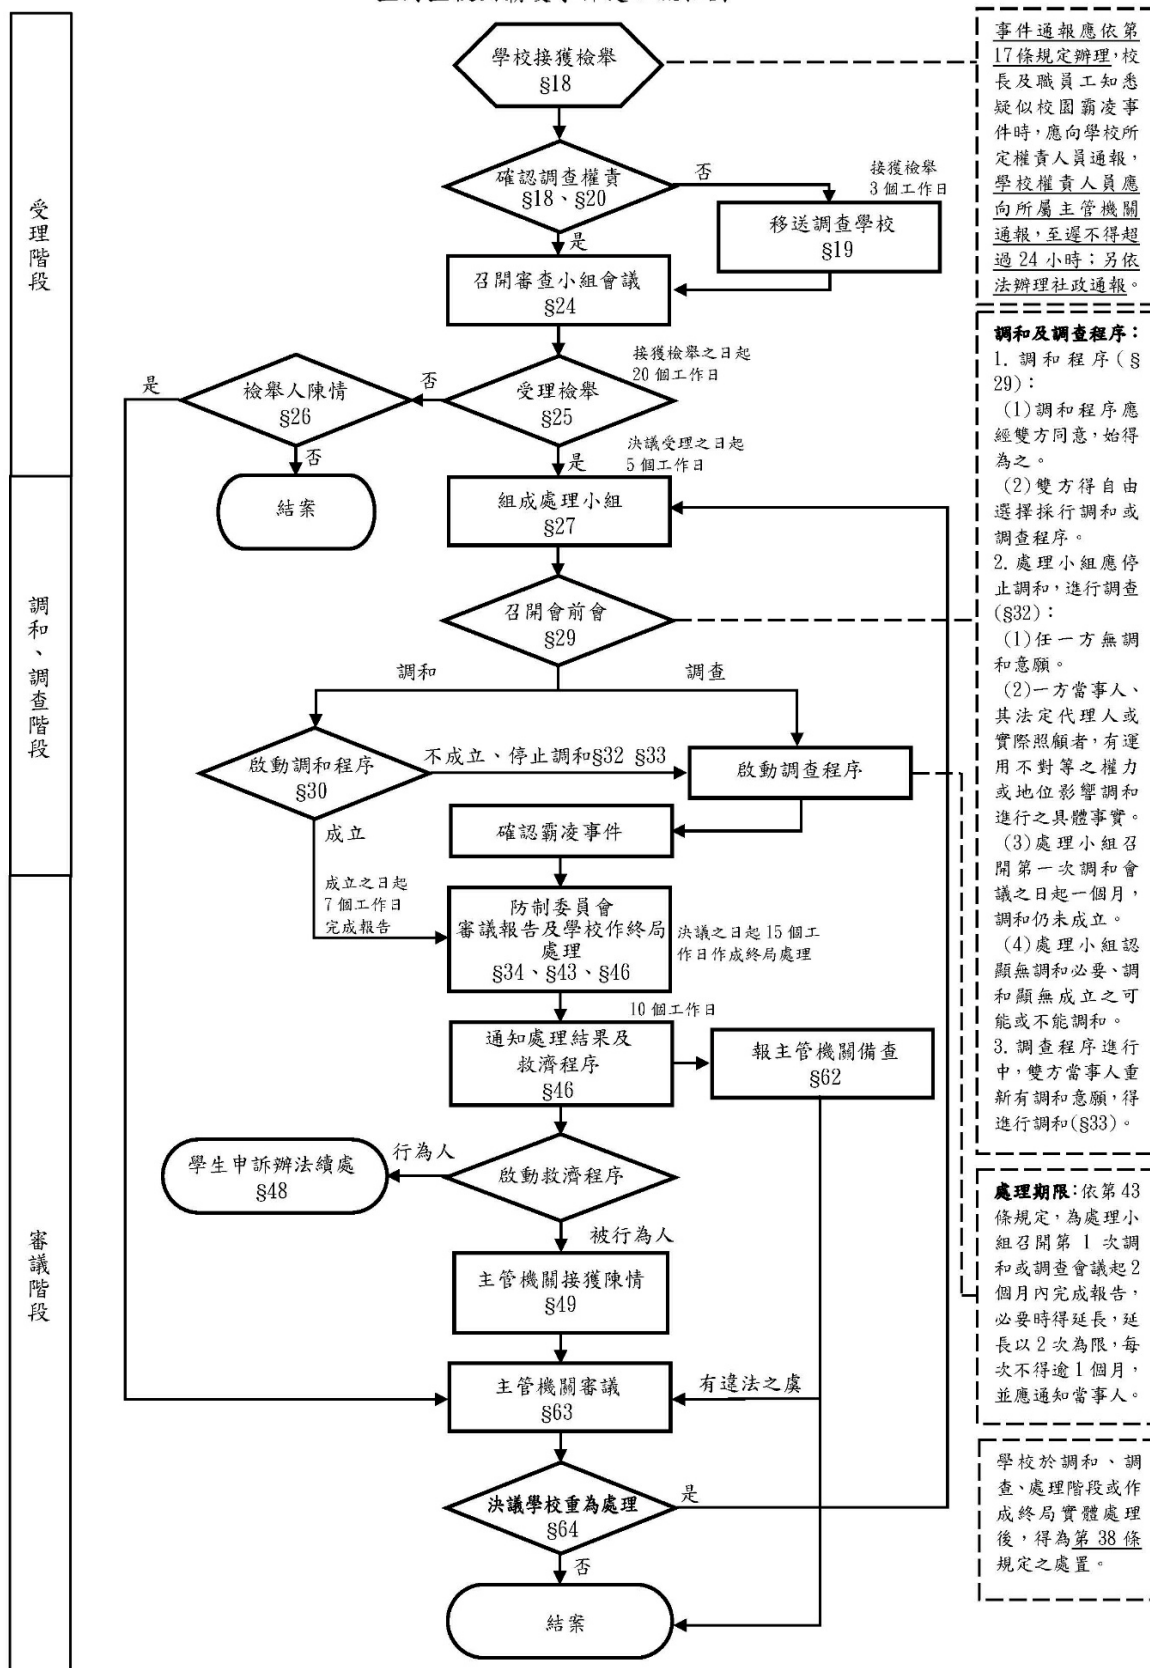 學校接獲檢舉
§18
確認調查權責
§18、§20
否
接獲檢舉
3 個工作日
移送調查學校
§19
是
召開審查小組會議
§24
接獲檢舉之日起
20 個工作日
受理檢舉
§25
否
檢舉人陳情
§26
是
否
結案
決議受理之日起
5 個工作日
是
組成處理小組
§27
召開會前會
§29
調和
調查
啟動調和程序
§30
不成立、停止調和§32 §33
啟動調查程序
成立
確認霸凌事件
成立之日起
7 個工作日
完成報告
防制委員會
審議報告及學校作終局
處理
§34、§43、§46
決議之日起 15 個工
作日作成終局處理
10 個工作日
通知處理結果及
救濟程序
§46
報主管機關備查
§62
啟動救濟程序
行為人
學生申訴辦法續處
§48
被行為人
主管機關接獲陳情
§49
主管機關審議
§63
有違法之虞
決議學校重為處理
§64
是
否
結案
受理階段
調和、調查階段
審議階段
事件通報應依第
17條規定辦理,校
長及職員工知悉
疑似校園霸凌事
件時,應向學校所
定權責人員通報,
學校權責人員應
向所屬主管機關
通報,至遲不得超
過 24 小時；另依
法辦理社政通報。
調和及調查程序：
1. 調和程序(§
29)：
(1)調和程序應
經雙方同意,始得
為之。
(2)雙方得自由
選擇採行調和或
調查程序。
2. 處理小組應停
止調和,進行調查
(§32)：
(1)任一方無調
和意願。
(2)一方當事人、
其法定代理人或
實際照顧者,有運
用不對等之權力
或地位影響調和
進行之具體事實。
(3)處理小組召
開第一次調和會
議之日起一個月,
調和仍未成立。
(4)處理小組認
顯無調和必要、調
和顯無成立之可
能或不能調和。
3. 調查程序進行
中,雙方當事人重
新有調和意願,得
進行調和(§33)。
處理期限:依第 43
條規定,為處理小
組召開第 1 次調
和或調查會議起 2
個月內完成報告,
必要時得延長,延
長以 2 次為限,每
次不得逾 1 個月,
並應通知當事人。
學校於調和、調
查、處理階段或作
成終局實體處理
後,得為第 38 條
規定之處置。